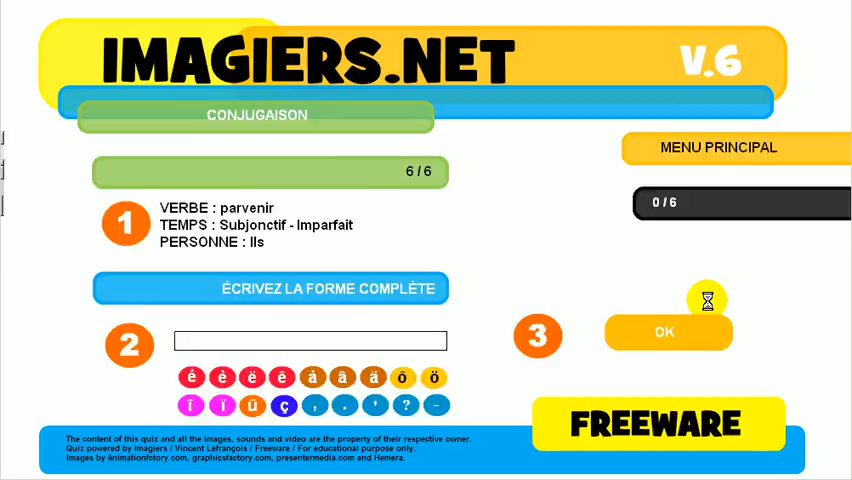 IMAGIERS.NET
V.6
CONJUGAISON
MENU PRINCIPAL
6 / 6
0 / 6
1
VERBE : parvenir
TEMPS : Subjonctif - Imparfait
PERSONNE : Ils
ÉCRIVEZ LA FORME COMPLÈTE
2
3
OK
é è ë ê à â ä ô ö
î ï û ç , . ' ? -
FREEWARE
The content of this quiz and all the images, sounds and video are the property of their respective owner.
Quiz powered by Imagiers / Vincent Lefrançois / Freeware / For educational purpose only.
Images by Animationfctory.com, graphicsfactory.com, presentermedia.com and Hemera.